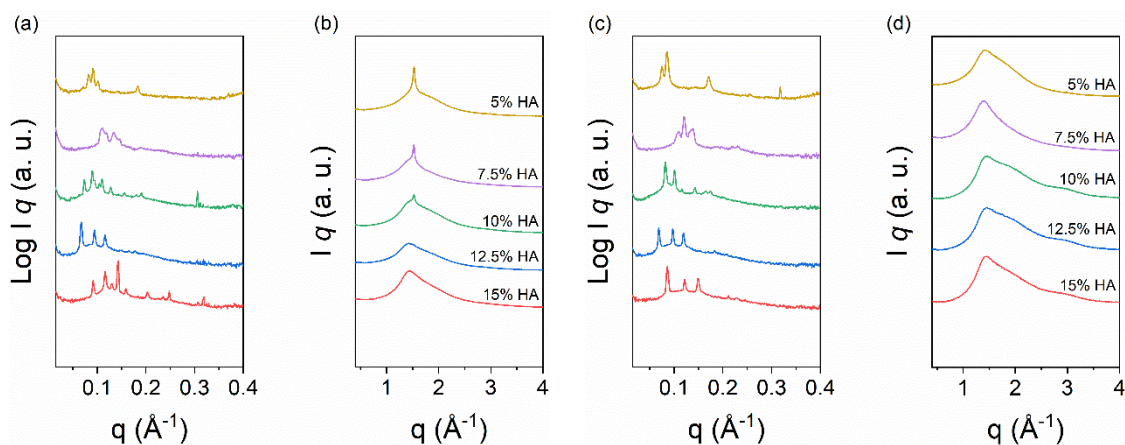 (a)
Log I q (a. u.)
0.1 0.2 0.3 0.4
q (Å⁻¹)
(b)
I q (a. u.)
5% HA
7.5% HA
10% HA
12.5% HA
15% HA
1 2 3 4
q (Å⁻¹)
(c)
Log I q (a. u.)
0.1 0.2 0.3 0.4
q (Å⁻¹)
(d)
I q (a. u.)
5% HA
7.5% HA
10% HA
12.5% HA
15% HA
1 2 3 4
q (Å⁻¹)